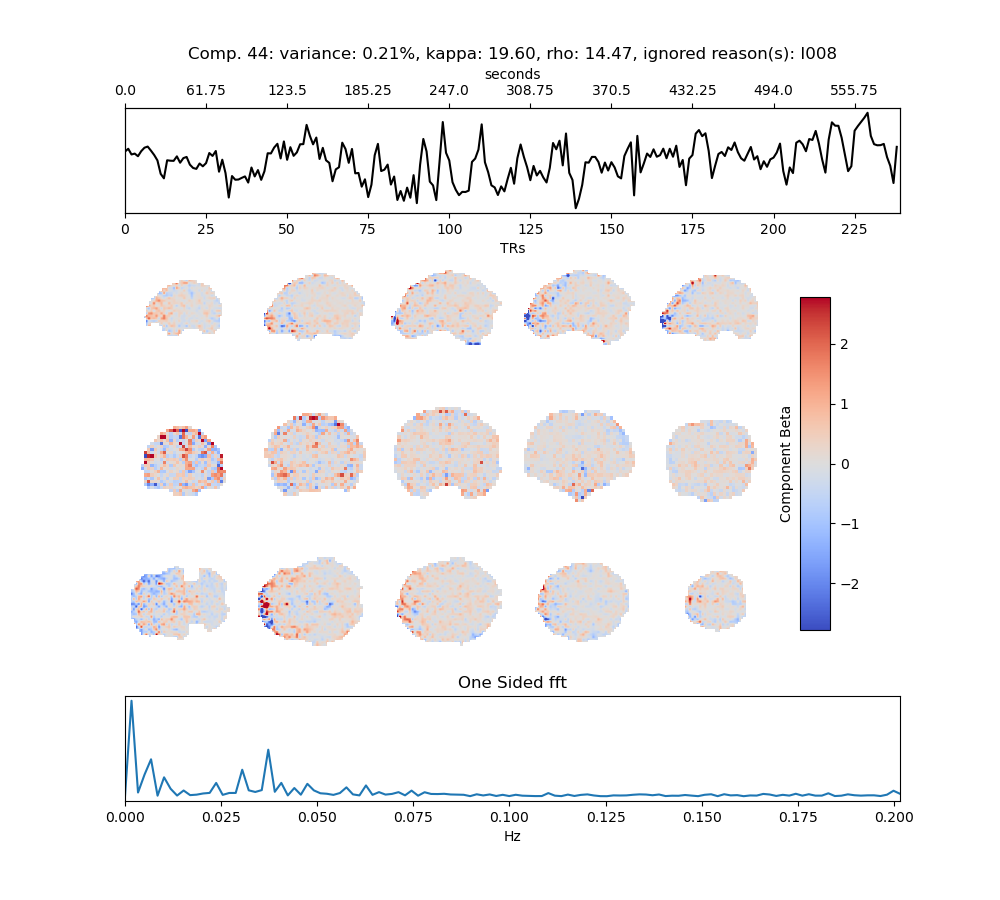 Comp. 44: variance: 0.21%, kappa: 19.60, rho: 14.47, ignored reason(s): I008
seconds
0.0 61.75 123.5 185.25 247.0 308.75 370.5 432.25 494.0 555.75
0 25 50 75 100 125 150 175 200 225
TRs
2
1
0
−1
−2
Component Beta
One Sided fft
0.000 0.025 0.050 0.075 0.100 0.125 0.150 0.175 0.200
Hz